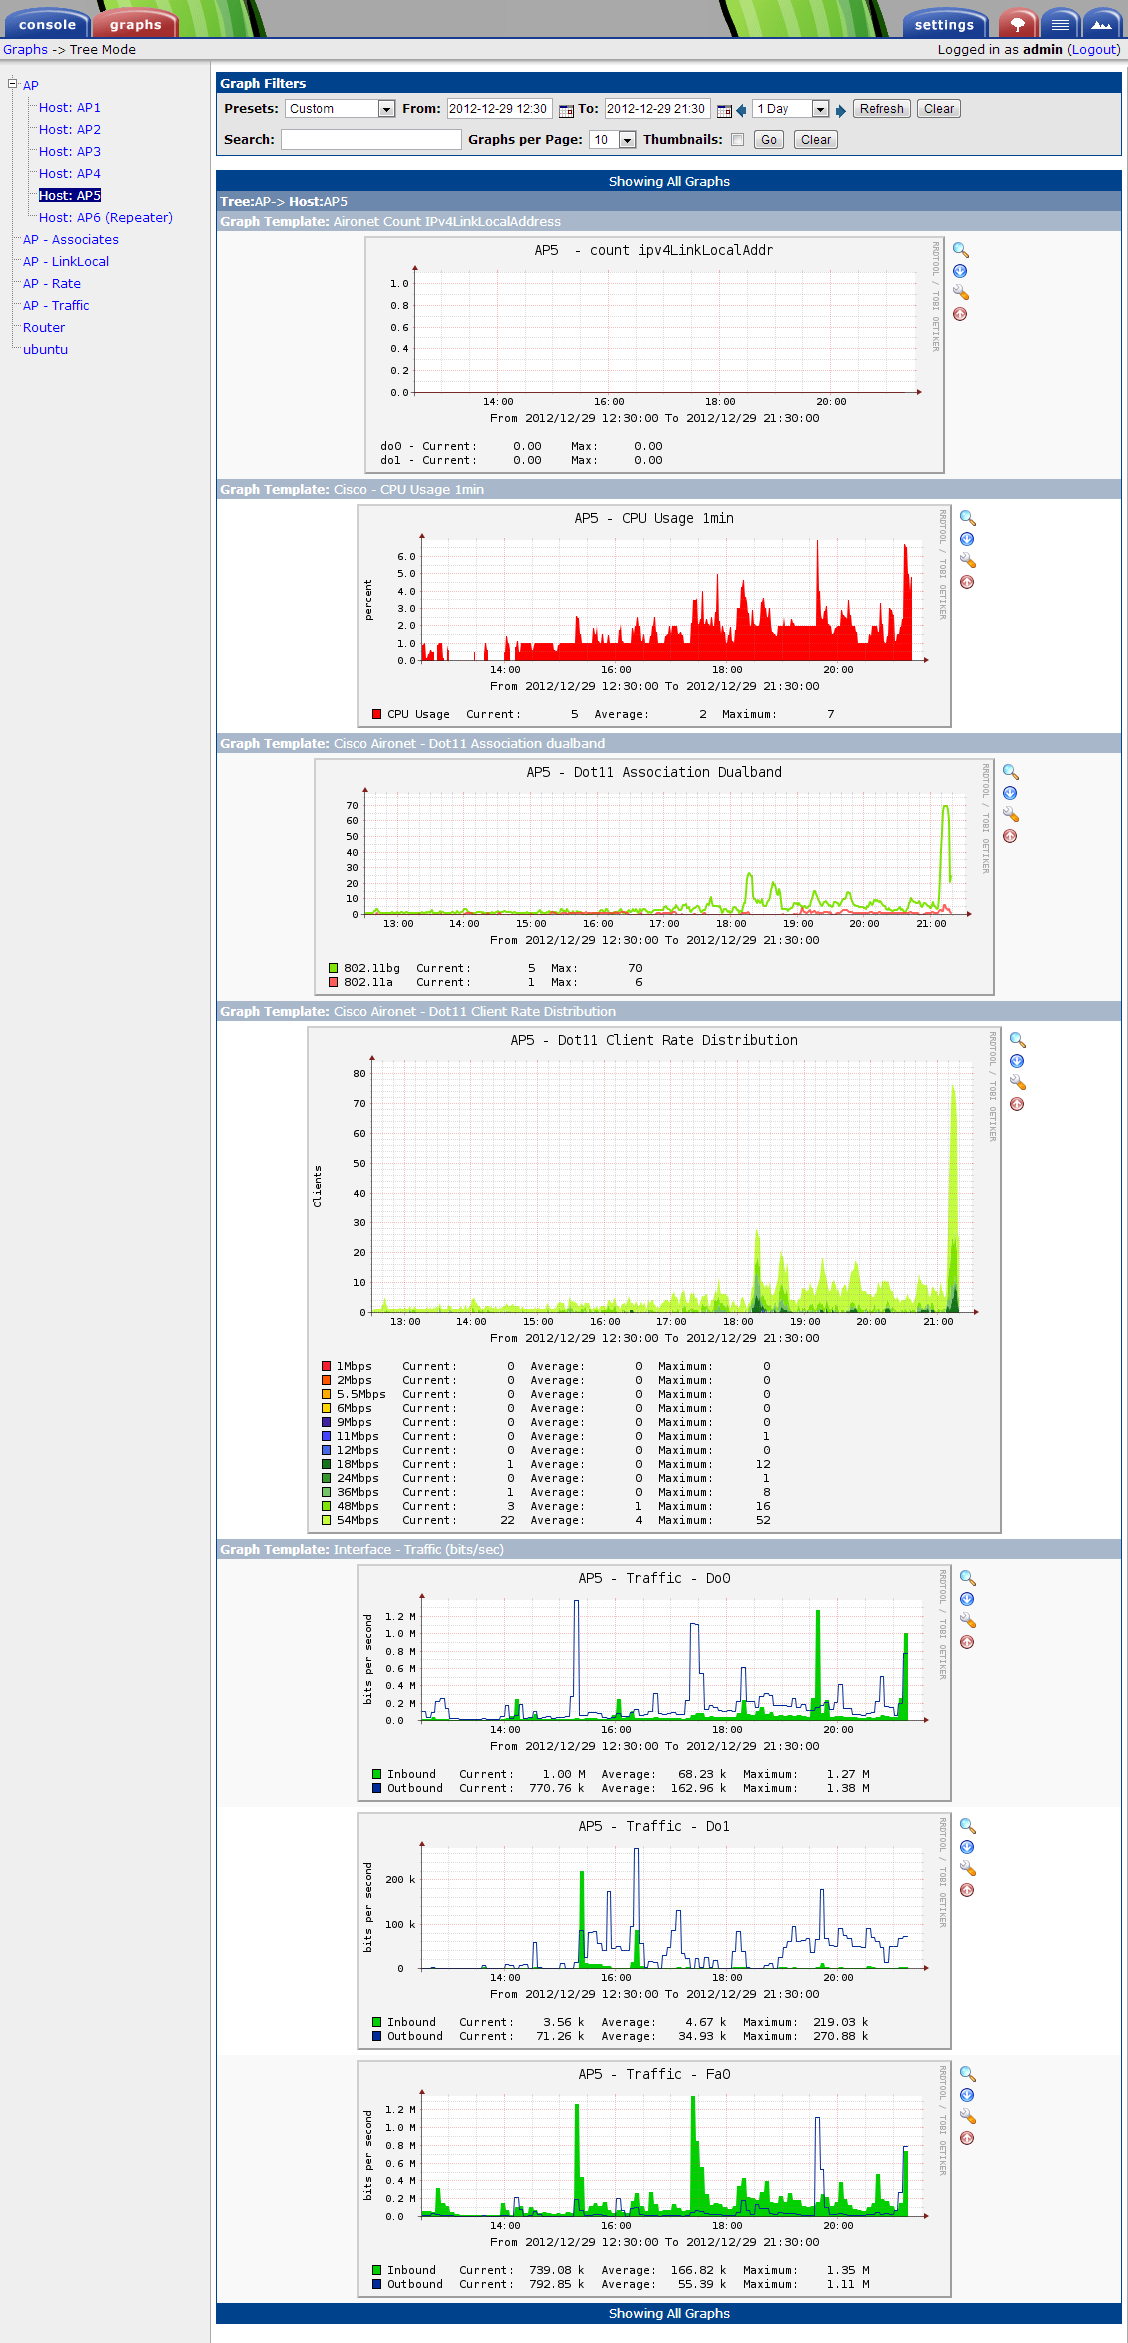 console graphs settings
Graphs -> Tree Mode Logged in as admin (Logout)
AP
Host: AP1
Host: AP2
Host: AP3
Host: AP4
Host: AP5
Host: AP6 (Repeater)
AP - Associates
AP - LinkLocal
AP - Rate
AP - Traffic
Router
ubuntu
Graph Filters
Presets: Custom From: 2012-12-29 12:30 To: 2012-12-29 21:30 1 Day Refresh Clear
Search: Graphs per Page: 10 Thumbnails: Go Clear
Showing All Graphs
Tree:AP-> Host:AP5
Graph Template: Aironet Count IPv4LinkLocalAddress
AP5 - count ipv4LinkLocalAddr
RRDTOOL / TOBI OETIKER
1.0
0.8
0.6
0.4
0.2
0.0
14:00 16:00 18:00 20:00
From 2012/12/29 12:30:00 To 2012/12/29 21:30:00
do0 - Current: 0.00 Max: 0.00
do1 - Current: 0.00 Max: 0.00
Graph Template: Cisco - CPU Usage 1min
AP5 - CPU Usage 1min
RRDTOOL / TOBI OETIKER
percent
6.0
5.0
4.0
3.0
2.0
1.0
0.0
14:00 16:00 18:00 20:00
From 2012/12/29 12:30:00 To 2012/12/29 21:30:00
CPU Usage Current: 5 Average: 2 Maximum: 7
Graph Template: Cisco Aironet - Dot11 Association dualband
AP5 - Dot11 Association Dualband
RRDTOOL / TOBI OETIKER
70
60
50
40
30
20
10
0
13:00 14:00 15:00 16:00 17:00 18:00 19:00 20:00 21:00
From 2012/12/29 12:30:00 To 2012/12/29 21:30:00
802.11bg Current: 5 Max: 70
802.11a Current: 1 Max: 6
Graph Template: Cisco Aironet - Dot11 Client Rate Distribution
AP5 - Dot11 Client Rate Distribution
RRDTOOL / TOBI OETIKER
Clients
80
70
60
50
40
30
20
10
0
13:00 14:00 15:00 16:00 17:00 18:00 19:00 20:00 21:00
From 2012/12/29 12:30:00 To 2012/12/29 21:30:00
1Mbps Current: 0 Average: 0 Maximum: 0
2Mbps Current: 0 Average: 0 Maximum: 0
5.5Mbps Current: 0 Average: 0 Maximum: 0
6Mbps Current: 0 Average: 0 Maximum: 0
9Mbps Current: 0 Average: 0 Maximum: 0
11Mbps Current: 0 Average: 0 Maximum: 1
12Mbps Current: 0 Average: 0 Maximum: 0
18Mbps Current: 1 Average: 0 Maximum: 12
24Mbps Current: 0 Average: 0 Maximum: 1
36Mbps Current: 1 Average: 0 Maximum: 8
48Mbps Current: 3 Average: 1 Maximum: 16
54Mbps Current: 22 Average: 4 Maximum: 52
Graph Template: Interface - Traffic (bits/sec)
AP5 - Traffic - Do0
RRDTOOL / TOBI OETIKER
bits per second
1.2 M
1.0 M
0.8 M
0.6 M
0.4 M
0.2 M
0.0
14:00 16:00 18:00 20:00
From 2012/12/29 12:30:00 To 2012/12/29 21:30:00
Inbound Current: 1.00 M Average: 68.23 k Maximum: 1.27 M
Outbound Current: 770.76 k Average: 162.96 k Maximum: 1.38 M
AP5 - Traffic - Do1
RRDTOOL / TOBI OETIKER
bits per second
200 k
100 k
0
14:00 16:00 18:00 20:00
From 2012/12/29 12:30:00 To 2012/12/29 21:30:00
Inbound Current: 3.56 k Average: 4.67 k Maximum: 219.03 k
Outbound Current: 71.26 k Average: 34.93 k Maximum: 270.88 k
AP5 - Traffic - Fa0
RRDTOOL / TOBI OETIKER
bits per second
1.2 M
1.0 M
0.8 M
0.6 M
0.4 M
0.2 M
0.0
14:00 16:00 18:00 20:00
From 2012/12/29 12:30:00 To 2012/12/29 21:30:00
Inbound Current: 739.08 k Average: 166.82 k Maximum: 1.35 M
Outbound Current: 792.85 k Average: 55.39 k Maximum: 1.11 M
Showing All Graphs